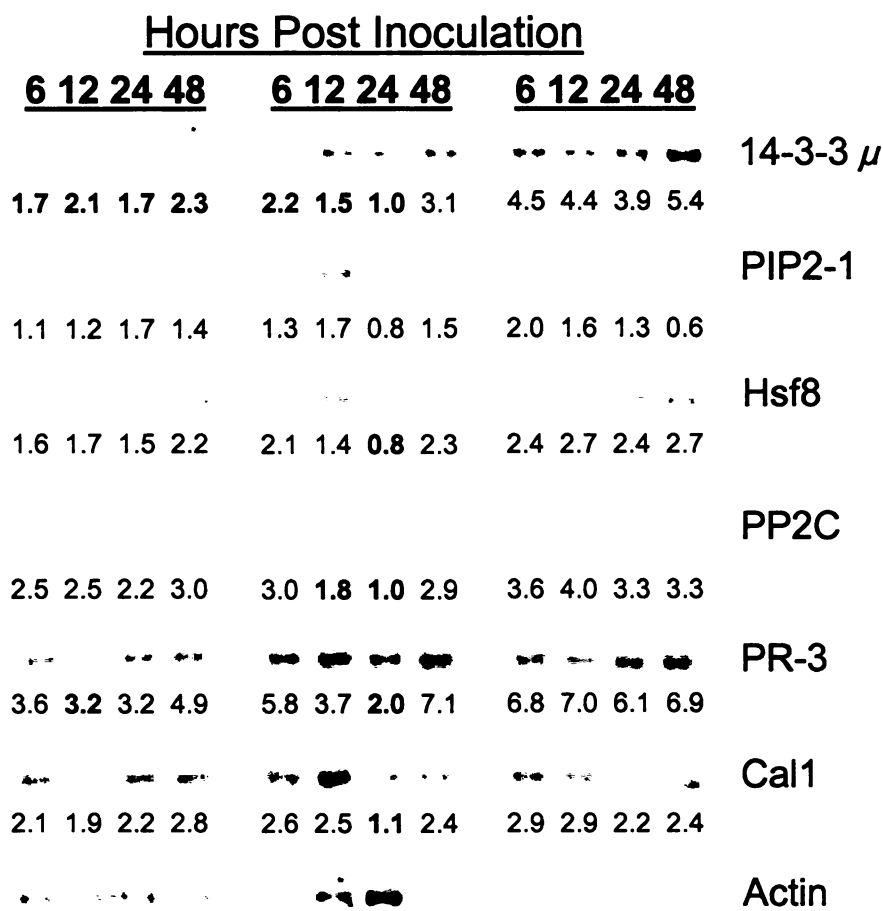 Hours Post Inoculation
6 12 24 48 6 12 24 48 6 12 24 48
14-3-3 μ
1.7 2.1 1.7 2.3 2.2 1.5 1.0 3.1 4.5 4.4 3.9 5.4
PIP2-1
1.1 1.2 1.7 1.4 1.3 1.7 0.8 1.5 2.0 1.6 1.3 0.6
Hsf8
1.6 1.7 1.5 2.2 2.1 1.4 0.8 2.3 2.4 2.7 2.4 2.7
PP2C
2.5 2.5 2.2 3.0 3.0 1.8 1.0 2.9 3.6 4.0 3.3 3.3
PR-3
3.6 3.2 3.2 4.9 5.8 3.7 2.0 7.1 6.8 7.0 6.1 6.9
Cal1
2.1 1.9 2.2 2.8 2.6 2.5 1.1 2.4 2.9 2.9 2.2 2.4
Actin